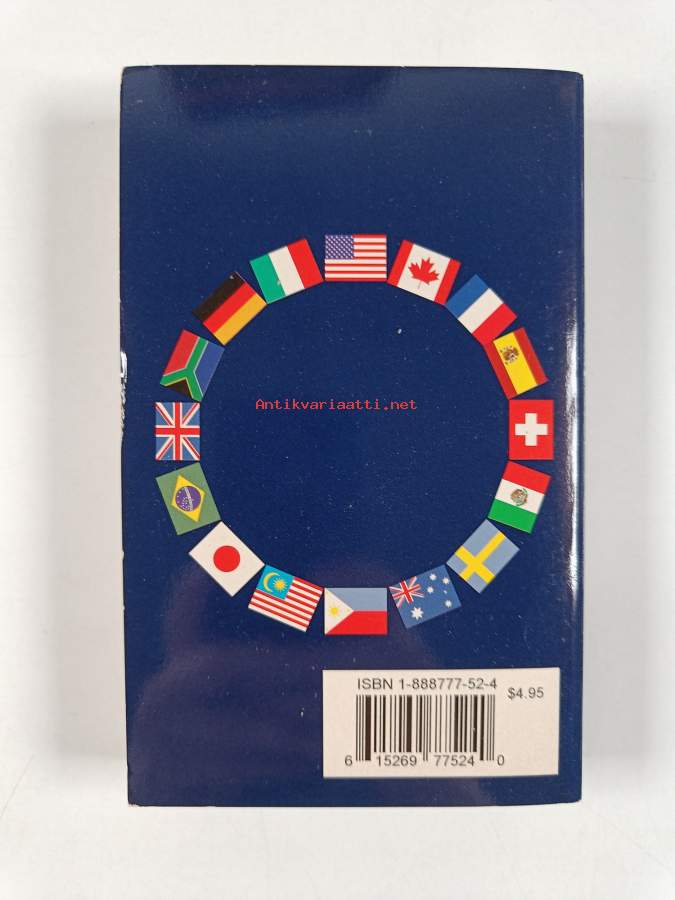 Antikvariaatti.net
ISBN 1-888777-52-4
$4.95
6 15269 77524 0